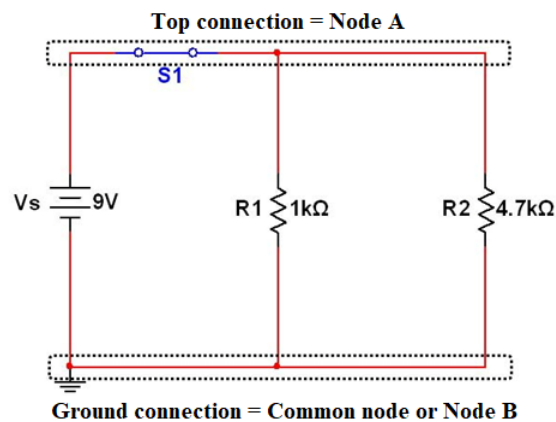 Top connection = Node A
S1
Vs 9V
R1 1kΩ
R2 4.7kΩ
Ground connection = Common node or Node B